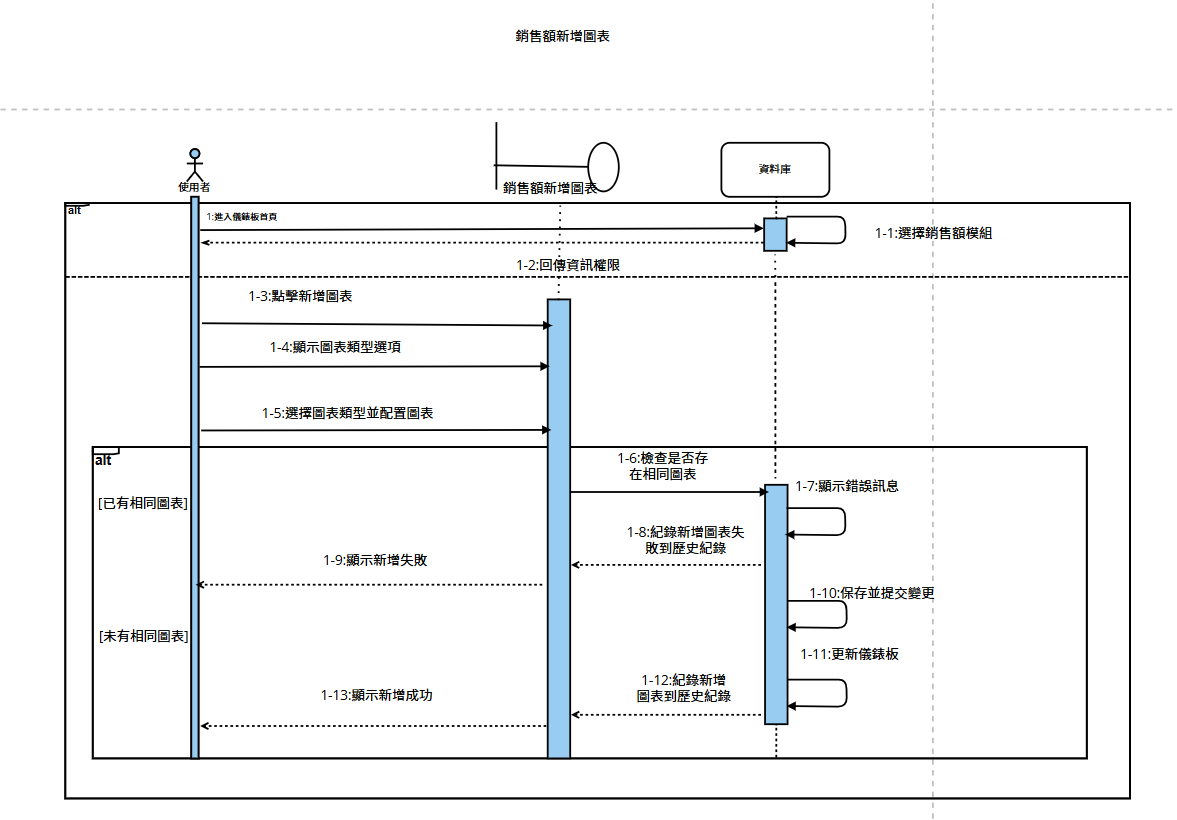 銷售額新增圖表
使用者
銷售額新增圖表
資料庫
alt
1:進入儀錶板首頁
1-1:選擇銷售額模組
1-2:回傳資訊權限
1-3:點擊新增圖表
1-4:顯示圖表類型選項
1-5:選擇圖表類型並配置圖表
alt
1-6:檢查是否存
在相同圖表
[已有相同圖表]
1-7:顯示錯誤訊息
1-8:紀錄新增圖表失
敗到歷史紀錄
1-9:顯示新增失敗
1-10:保存並提交變更
[未有相同圖表]
1-11:更新儀錶板
1-12:紀錄新增
圖表到歷史紀錄
1-13:顯示新增成功